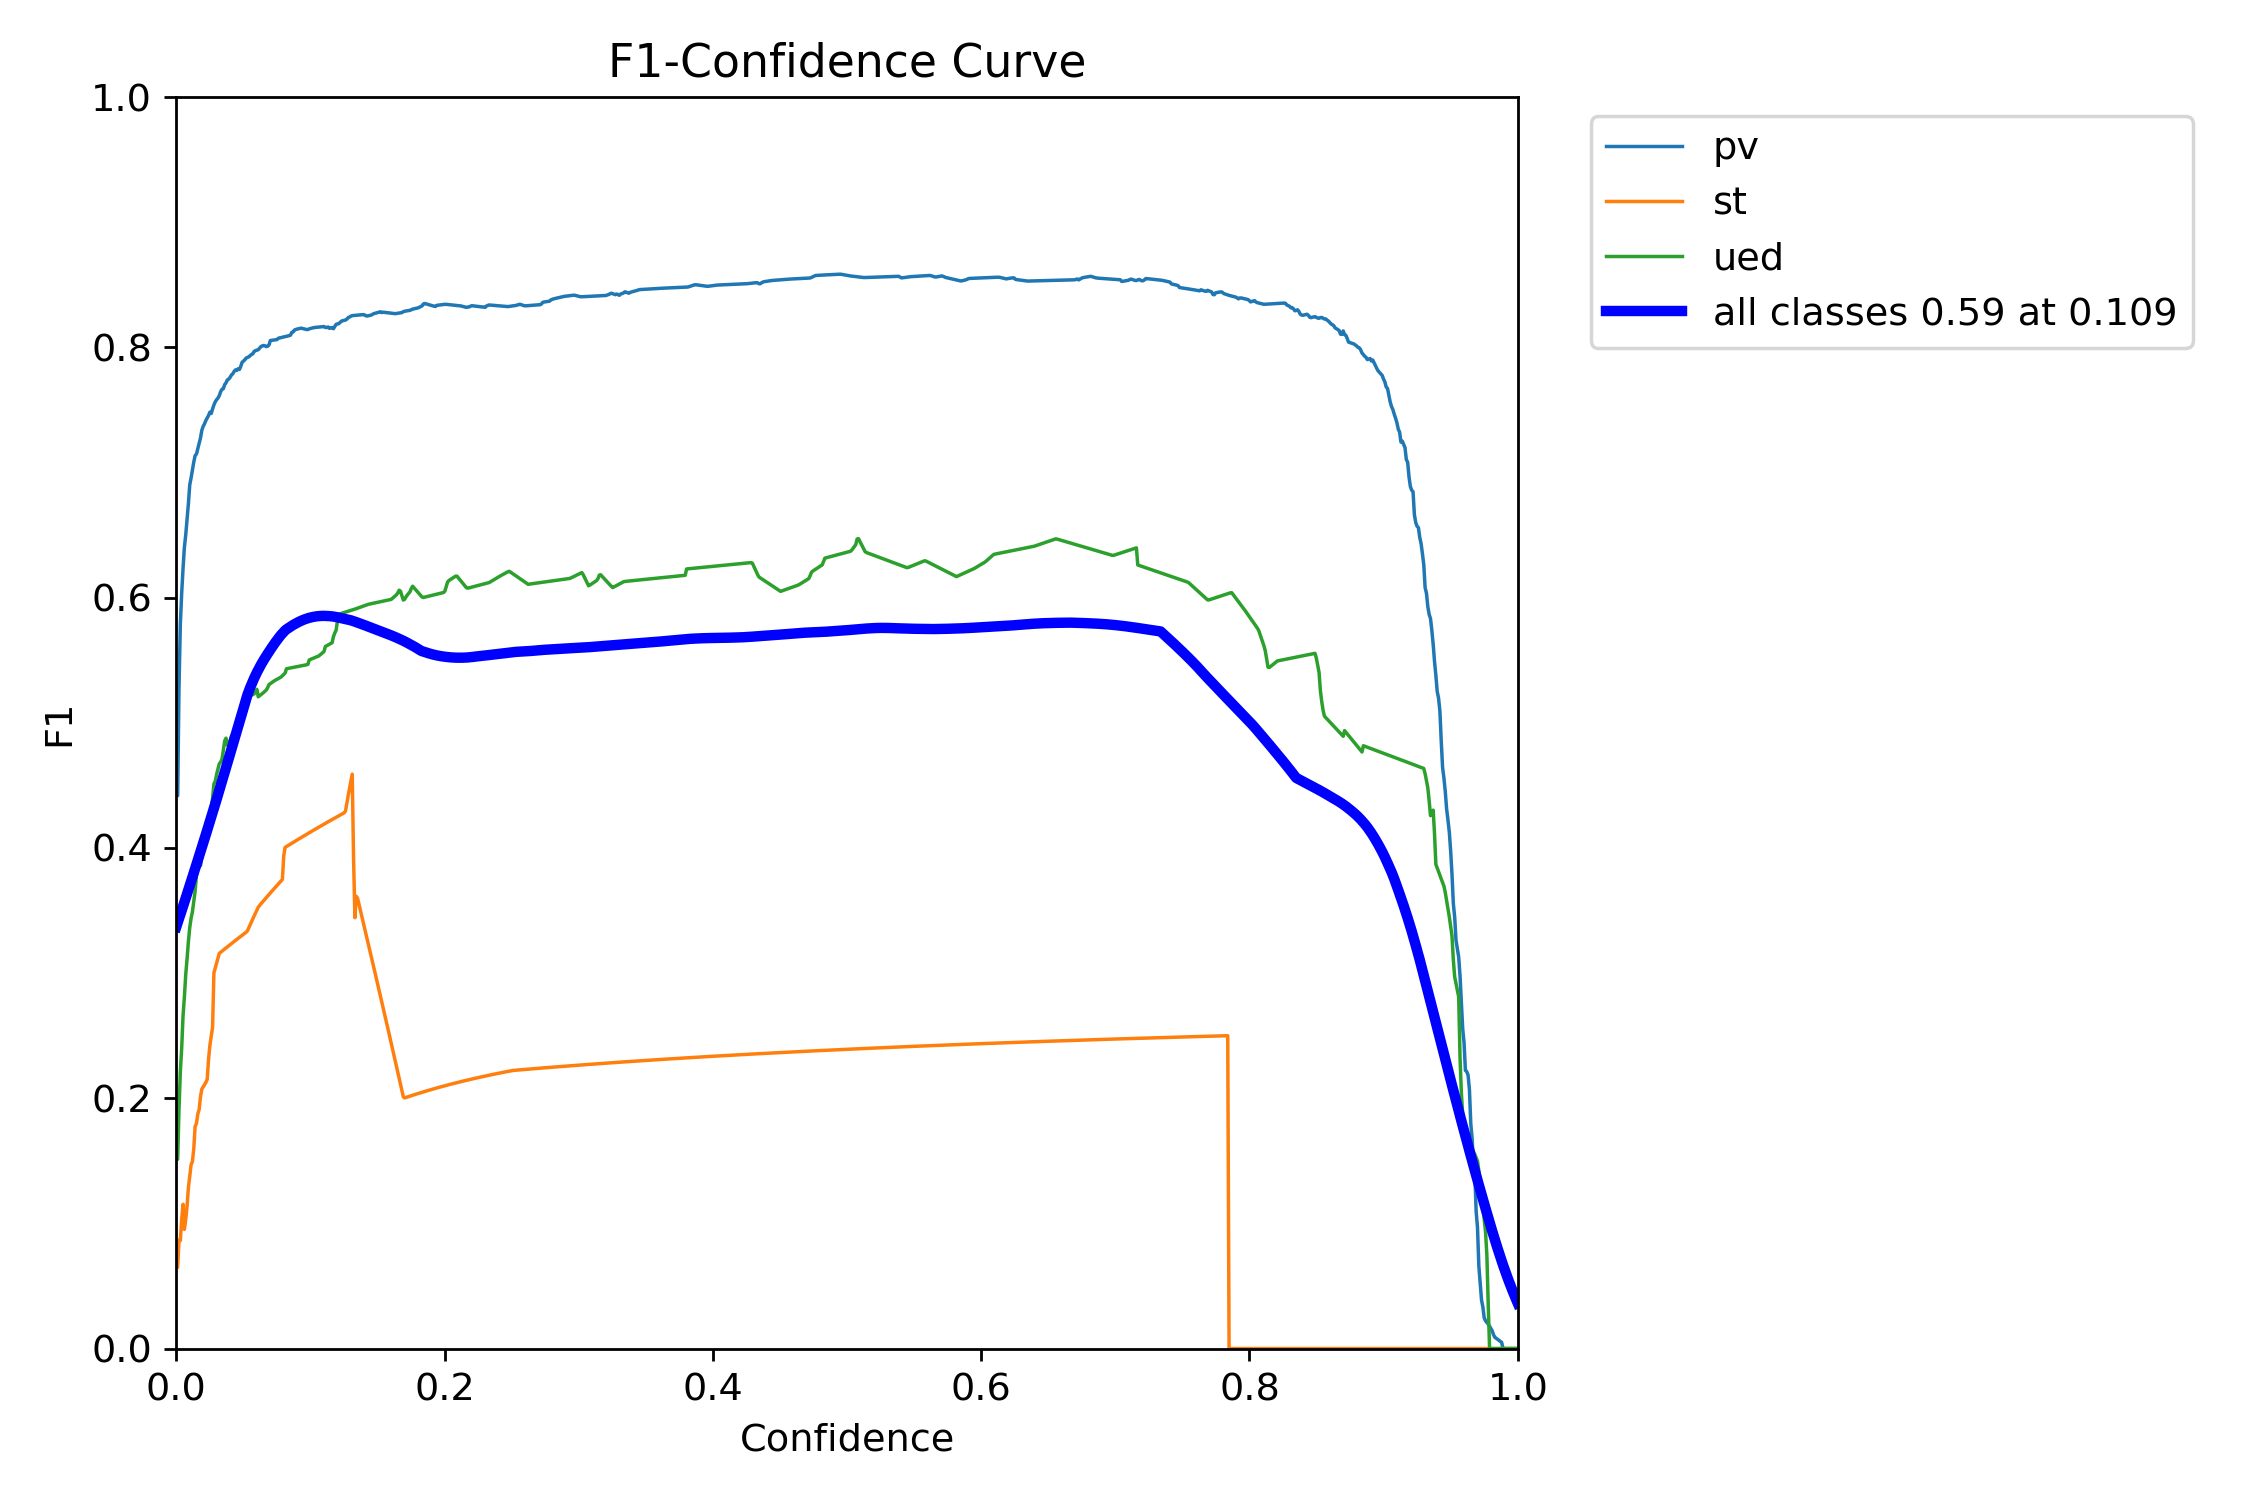 F1-Confidence Curve
1.0
0.8
0.6
0.4
0.2
0.0
F1
0.0 0.2 0.4 0.6 0.8 1.0
Confidence
pv
st
ued
all classes 0.59 at 0.109